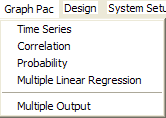 Graph Pac Design System Setu
Time Series
Correlation
Probability
Multiple Linear Regression
Multiple Output